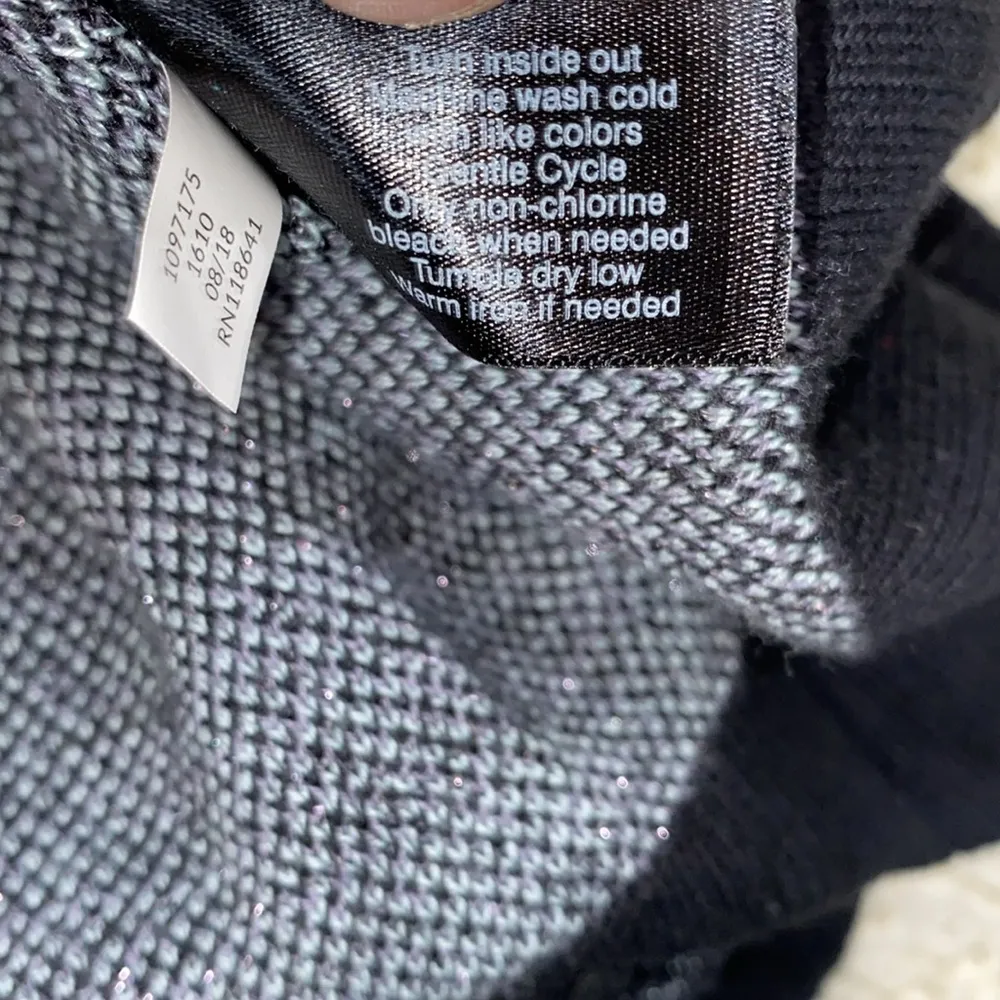 Turn inside out
Machine wash cold
with like colors
Gentle Cycle
Only non-chlorine
bleach when needed
Tumble dry low
Warm iron if needed
1097175
1610
08/18
RN118641